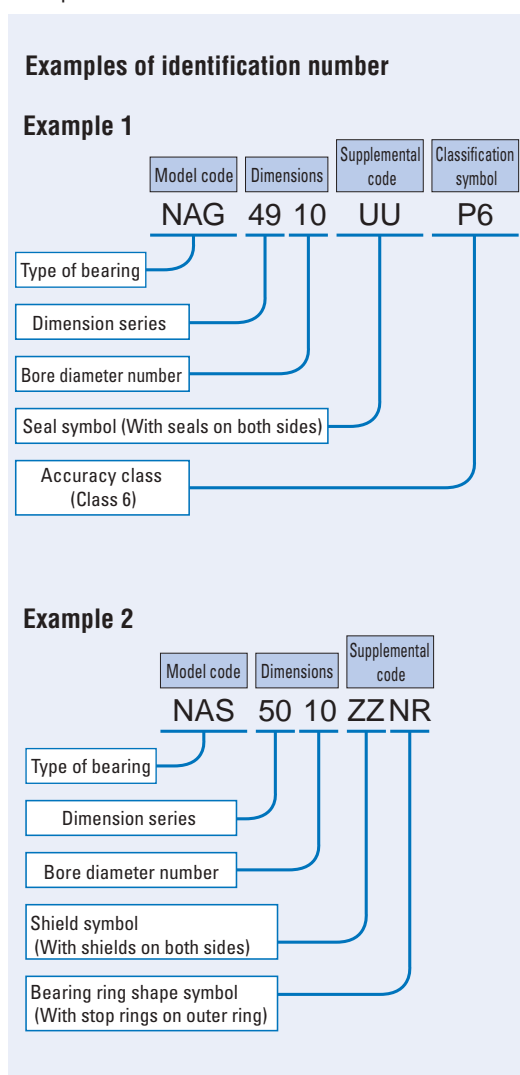 Examples of identification number
Example 1
Model code Dimensions Supplemental code Classification symbol
NAG 49 10 UU P6
Type of bearing
Dimension series
Bore diameter number
Seal symbol (With seals on both sides)
Accuracy class
(Class 6)
Example 2
Model code Dimensions Supplemental code
NAS 50 10 ZZ NR
Type of bearing
Dimension series
Bore diameter number
Shield symbol
(With shields on both sides)
Bearing ring shape symbol
(With stop rings on outer ring)